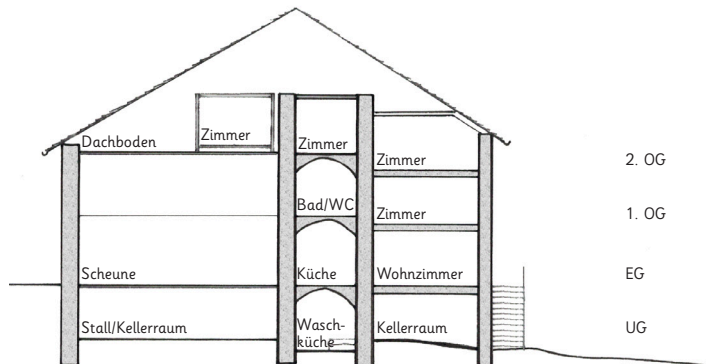 Dachboden Zimmer Zimmer
Zimmer 2. OG
Bad/WC
Zimmer 1. OG
Scheune Küche Wohnzimmer EG
Stall/Kellerraum Wasch-
küche Kellerraum UG